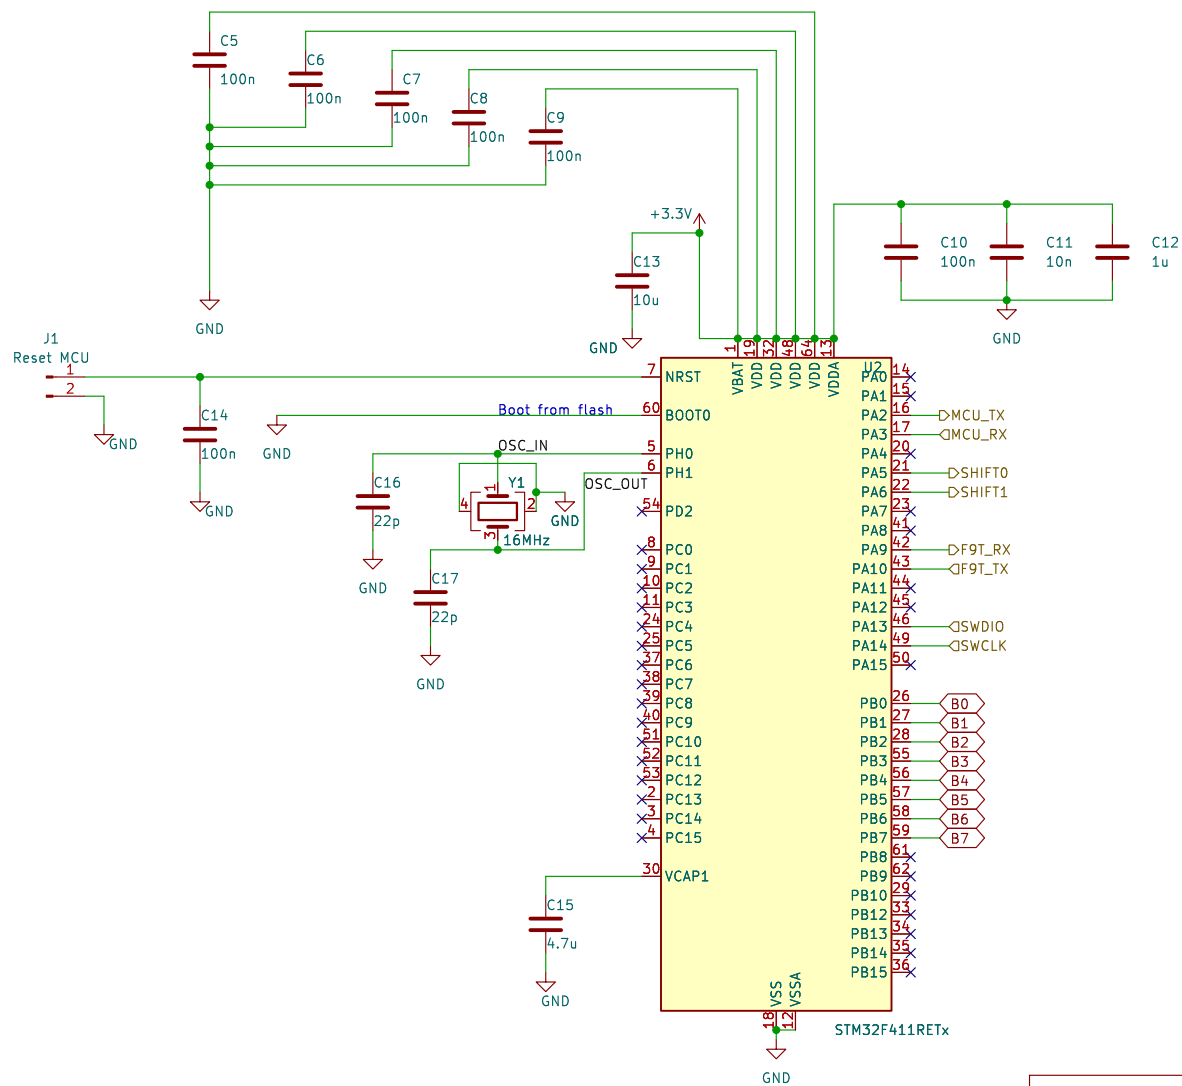 C5
100n
C6
100n
C7
100n
C8
100n
C9
100n
GND
+3.3V
C13
10u
GND
C10
100n
C11
10n
C12
1u
GND
J1
Reset MCU
1
2
GND
C14
100n
GND
Boot from flash
GND
OSC_IN
OSC_OUT
C16
22p
GND
Y1
1
4
2
3
16MHz
GND
C17
22p
GND
C15
4.7u
GND
1 VBAT
19 VDD
32 VDD
48 VDD
64 VDD
13 VDDA
U2
7 NRST
60 BOOT0
5 PH0
6 PH1
54 PD2
8 PC0
9 PC1
10 PC2
11 PC3
24 PC4
25 PC5
37 PC6
38 PC7
39 PC8
40 PC9
51 PC10
52 PC11
53 PC12
2 PC13
3 PC14
4 PC15
30 VCAP1
PA0 14
PA1 15
PA2 16 MCU_TX
PA3 17 MCU_RX
PA4 20
PA5 21 SHIFT0
PA6 22 SHIFT1
PA7 23
PA8 41
PA9 42 F9T_RX
PA10 43 F9T_TX
PA11 44
PA12 45
PA13 46 SWDIO
PA14 49 SWCLK
PA15 50
PB0 26 B0
PB1 27 B1
PB2 28 B2
PB3 55 B3
PB4 56 B4
PB5 57 B5
PB6 58 B6
PB7 59 B7
PB8 61
PB9 62
PB10 29
PB12 33
PB13 34
PB14 35
PB15 36
VSS 18
VSSA 12
STM32F411RETx
GND